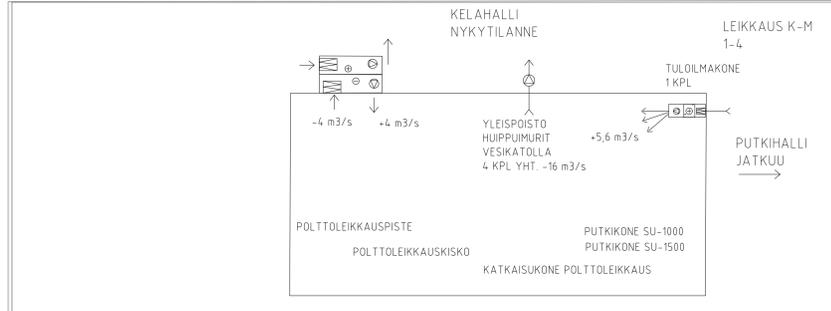 KELAHALLI
NYKYTILANNE
LEIKKAUS K-M
1-4
TULOILMAKONE
1 KPL
-4 m3/s
+4 m3/s
YLEISPOISTO
HUIPPUIMURIT
VESIKATOLLA
4 KPL YHT. -16 m3/s
+5,6 m3/s
PUTKIHALLI
JATKUU
POLTTOLEIKKAUSPISTE
POLTTOLEIKKAUSKISKO
PUTKIKONE SU-1000
PUTKIKONE SU-1500
KATKAISUKONE POLTTOLEIKKAUS